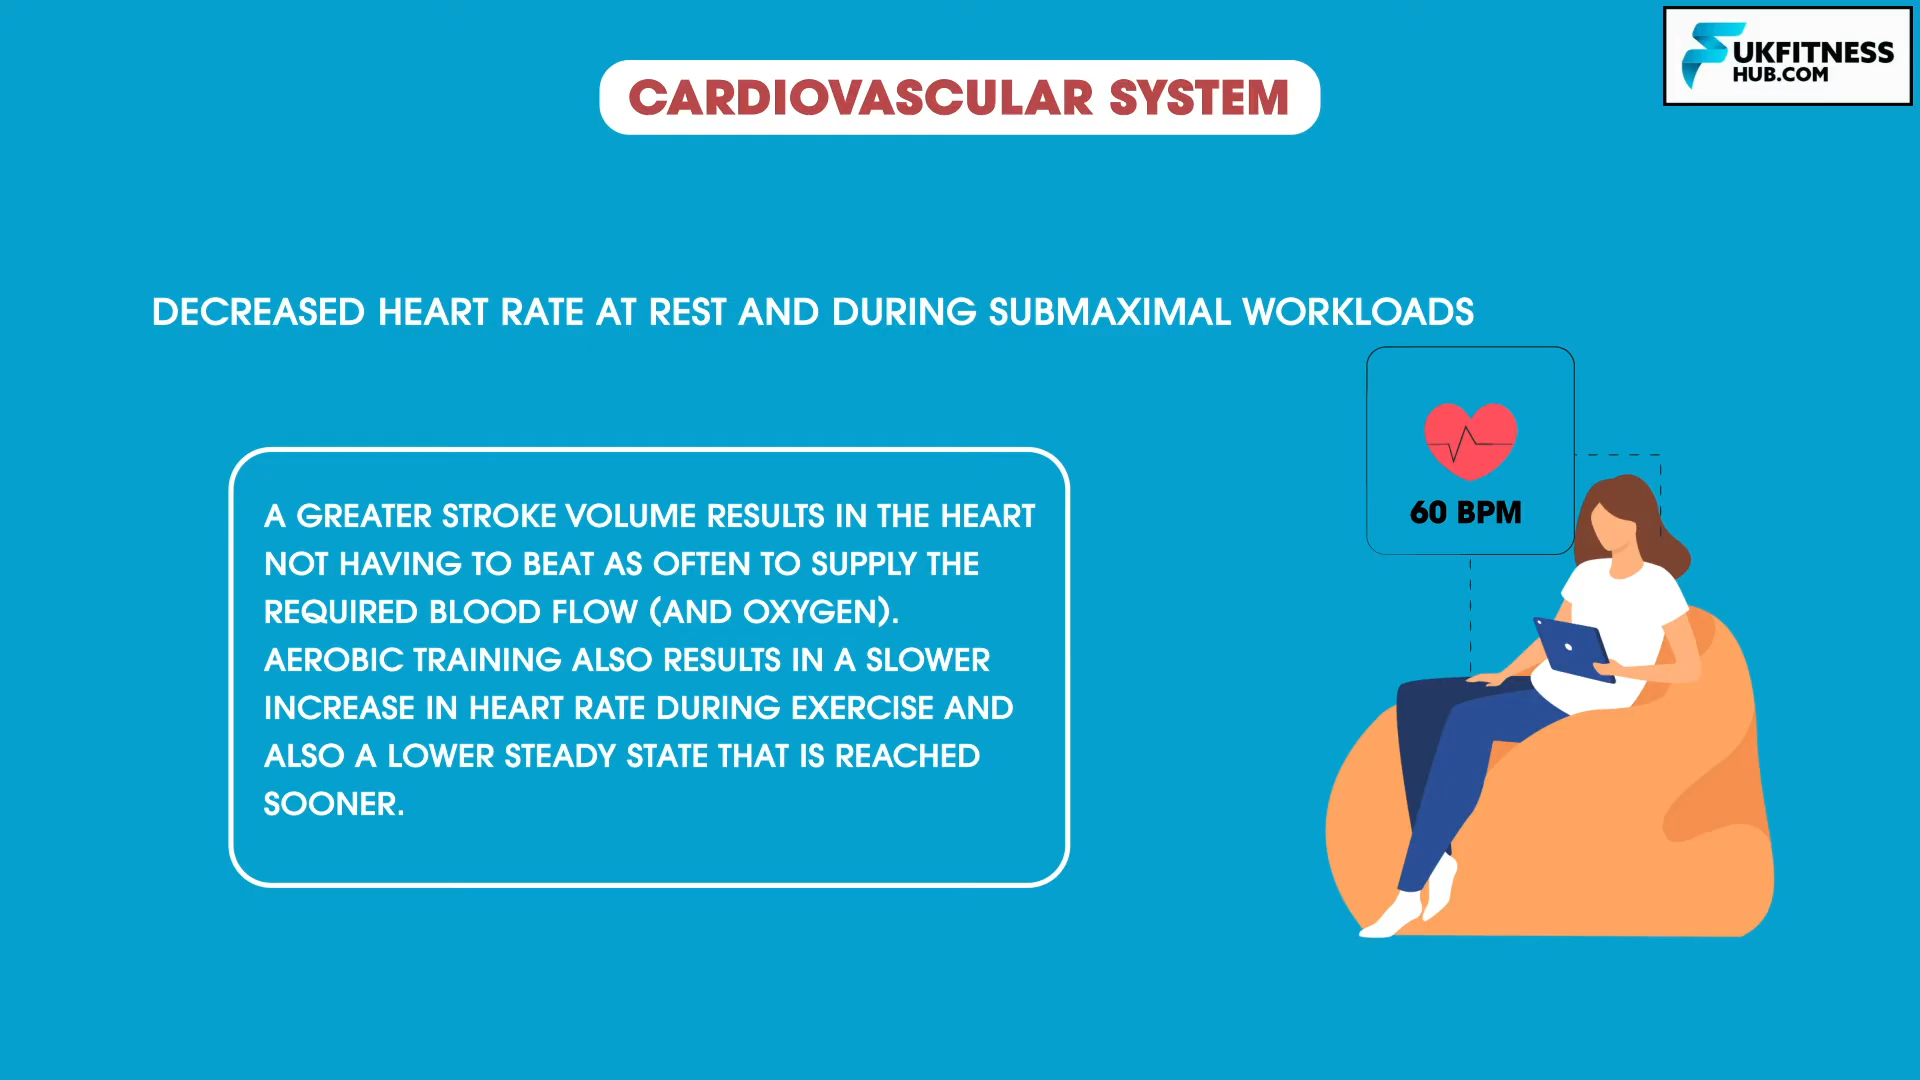 UKFITNESS
HUB.COM
CARDIOVASCULAR SYSTEM
DECREASED HEART RATE AT REST AND DURING SUBMAXIMAL WORKLOADS
A GREATER STROKE VOLUME RESULTS IN THE HEART
NOT HAVING TO BEAT AS OFTEN TO SUPPLY THE
REQUIRED BLOOD FLOW (AND OXYGEN).
AEROBIC TRAINING ALSO RESULTS IN A SLOWER
INCREASE IN HEART RATE DURING EXERCISE AND
ALSO A LOWER STEADY STATE THAT IS REACHED
SOONER.
60 BPM